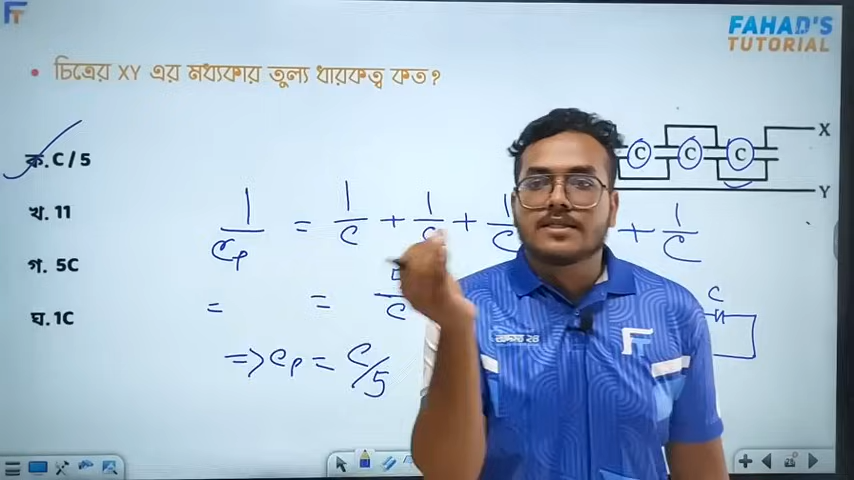 FT
FAHAD'S
TUTORIAL
• চিত্রের XY এর মধ্যকার তুল্য ধারকত্ব কত?
ক. C/5
খ. 11
গ. 5C
ঘ. 1C
C C C
X
Y
1/Cₚ = 1/C + 1/C + 1/C + 1/C
= = /C
=> Cₚ = C/5
C